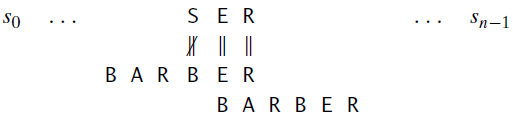 s₀ ... S E R ... sₙ₋₁
∦ ‖ ‖
B A R B E R
B A R B E R